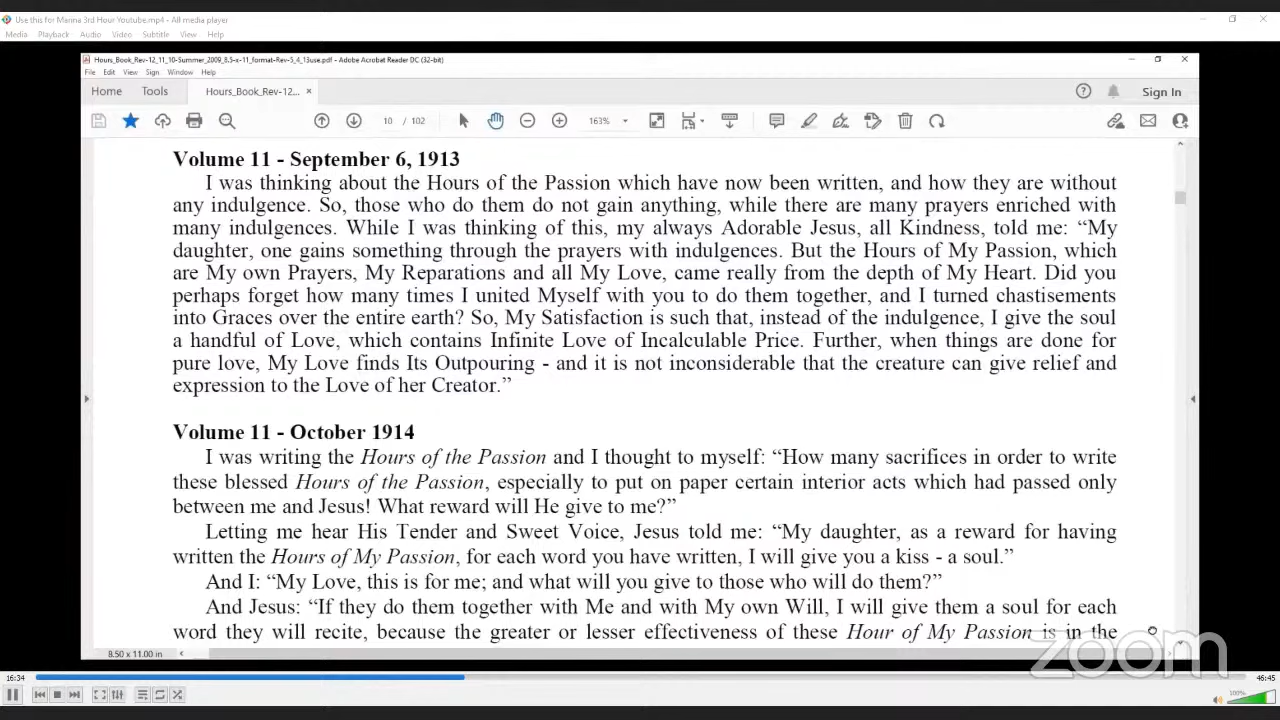 Use this for Marina 3rd Hour Youtube.mp4 - All media player
Media Playback Audio Video Subtitle View Help
Hours_Book_Rev-12_11_10-Summer_2009_8.5-x-11_format-Rev-5_4_13use.pdf - Adobe Acrobat Reader DC (32-bit)
File Edit View Sign Window Help
Home Tools Hours_Book_Rev-12... × Sign In
10 / 102 163%
Volume 11 - September 6, 1913
I was thinking about the Hours of the Passion which have now been written, and how they are without
any indulgence. So, those who do them do not gain anything, while there are many prayers enriched with
many indulgences. While I was thinking of this, my always Adorable Jesus, all Kindness, told me: “My
daughter, one gains something through the prayers with indulgences. But the Hours of My Passion, which
are My own Prayers, My Reparations and all My Love, came really from the depth of My Heart. Did you
perhaps forget how many times I united Myself with you to do them together, and I turned chastisements
into Graces over the entire earth? So, My Satisfaction is such that, instead of the indulgence, I give the soul
a handful of Love, which contains Infinite Love of Incalculable Price. Further, when things are done for
pure love, My Love finds Its Outpouring - and it is not inconsiderable that the creature can give relief and
expression to the Love of her Creator.”
Volume 11 - October 1914
I was writing the Hours of the Passion and I thought to myself: “How many sacrifices in order to write
these blessed Hours of the Passion, especially to put on paper certain interior acts which had passed only
between me and Jesus! What reward will He give to me?”
Letting me hear His Tender and Sweet Voice, Jesus told me: “My daughter, as a reward for having
written the Hours of My Passion, for each word you have written, I will give you a kiss - a soul.”
And I: “My Love, this is for me; and what will you give to those who will do them?”
And Jesus: “If they do them together with Me and with My own Will, I will give them a soul for each
word they will recite, because the greater or lesser effectiveness of these Hour of My Passion is in the
8.50 x 11.00 in
zoom
16:34 46:45
100%